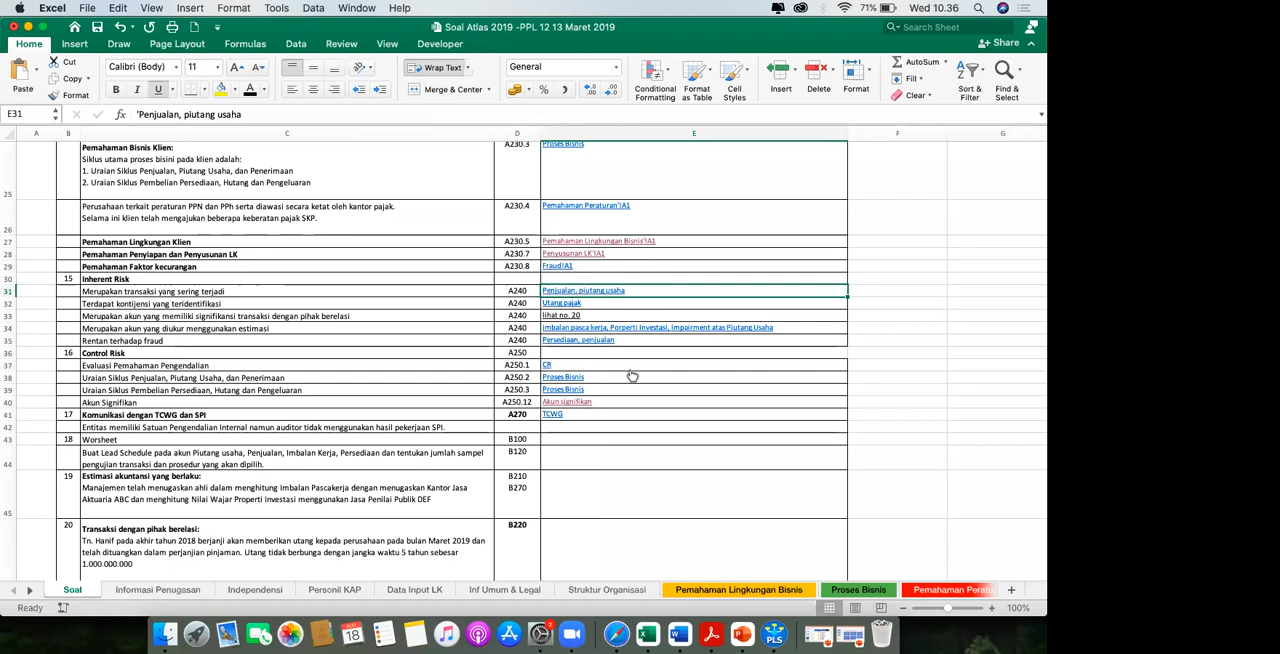 Excel File Edit View Insert Format Tools Data Window Help 71% Wed 10.36
Soal Atlas 2019 -PPL 12 13 Maret 2019 Search Sheet
Home Insert Draw Page Layout Formulas Data Review View Developer Share
Cut Copy Format Paste
Calibri (Body) 11 Wrap Text General AutoSum
B I U Merge & Center % Fill Clear
Conditional Formatting Format as Table Cell Styles Insert Delete Format Sort & Filter Find & Select
E31 fx 'Penjualan, piutang usaha
A B C D E F G
Pemahaman Bisnis Klien: A230.3 Proses Bisnis
Siklus utama proses bisini pada klien adalah:
1. Uraian Siklus Penjualan, Piutang Usaha, dan Penerimaan
2. Uraian Siklus Pembelian Persediaan, Hutang dan Pengeluaran
25
Perusahaan terkait peraturan PPN dan PPh serta diawasi secara ketat oleh kantor pajak. A230.4 Pemahaman Peraturan'!A1
Selama ini klien telah mengajukan beberapa keberatan pajak SKP.
26
27 Pemahaman Lingkungan Klien A230.5 Pemahaman Lingkungan Bisnis'!A1
28 Pemahaman Penyiapan dan Penyusunan LK A230.7 Penyusunan LK'!A1
29 Pemahaman Faktor kecurangan A230.8 Fraud!A1
30 15 Inherent Risk
31 Merupakan transaksi yang sering terjadi A240 Penjualan, piutang usaha
32 Terdapat kontijensi yang teridentifikasi A240 Utang pajak
33 Merupakan akun yang memiliki signifikansi transaksi dengan pihak berelasi A240 lihat no. 20
34 Merupakan akun yang diukur menggunakan estimasi A240 imbalan pasca kerja, Porperti Investasi, Impairment atas Piutang Usaha
35 Rentan terhadap fraud A240 Persediaan, penjualan
36 16 Control Risk A250
37 Evaluasi Pemahaman Pengendalian A250.1 CR
38 Uraian Siklus Penjualan, Piutang Usaha, dan Penerimaan A250.2 Proses Bisnis
39 Uraian Siklus Pembelian Persediaan, Hutang dan Pengeluaran A250.3 Proses Bisnis
40 Akun Signifikan A250.12 Akun signifikan
41 17 Komunikasi dengan TCWG dan SPI A270 TCWG
42 Entitas memiliki Satuan Pengendalian Internal namun auditor tidak menggunakan hasil pekerjaan SPI.
43 18 Worsheet B100
Buat Lead Schedule pada akun Piutang usaha, Penjualan, Imbalan Kerja, Persediaan dan tentukan jumlah sampel B120
44 pengujian transaksi dan prosedur yang akan dipilih.
19 Estimasi akuntansi yang berlaku: B210
Manajemen telah menugaskan ahli dalam menghitung Imbalan Pascakerja dengan menugaskan Kantor Jasa B270
Aktuaria ABC dan menghitung Nilai Wajar Properti Investasi menggunakan Jasa Penilai Publik DEF
45
20 Transaksi dengan pihak berelasi: B220
Tn. Hanif pada akhir tahun 2018 berjanji akan memberikan utang kepada perusahaan pada bulan Maret 2019 dan
telah dituangkan dalam perjanjian pinjaman. Utang tidak berbunga dengan jangka waktu 5 tahun sebesar
1.000.000.000
Soal Informasi Penugasan Independensi Personil KAP Data Input LK Inf Umum & Legal Struktur Organisasi Pemahaman Lingkungan Bisnis Proses Bisnis
Ready 100%
AUG 18 2 PLS